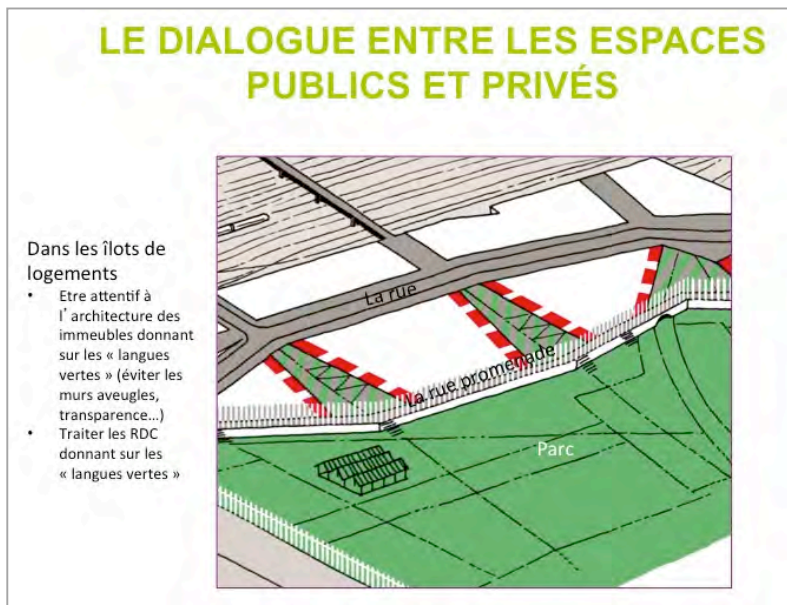 LE DIALOGUE ENTRE LES ESPACES
PUBLICS ET PRIVÉS
Dans les îlots de
logements
• Etre attentif à
l' architecture des
immeubles donnant
sur les « langues
vertes » (éviter les
murs aveugles,
transparence...)
• Traiter les RDC
donnant sur les
« langues vertes »
La rue
La rue promenade
Parc